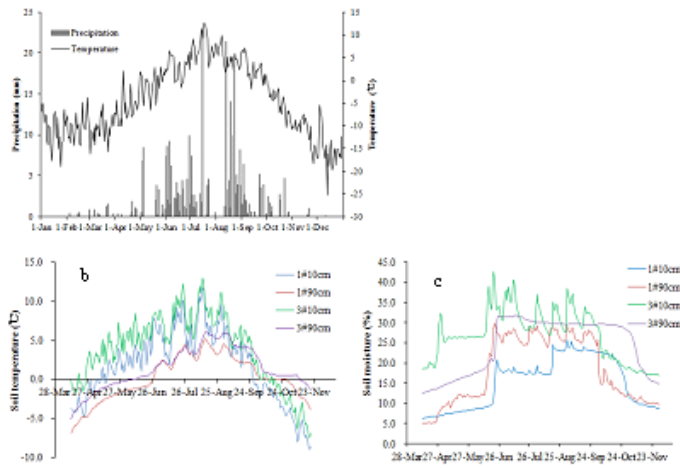 25
20
15
10
5
0
Precipitation (mm)
Precipitation
Temperature
15
10
5
0
-5
-10
-15
-20
-25
-30
Temperature (℃)
1-Jan 1-Feb 1-Mar 1-Apr 1-May 1-Jun 1-Jul 1-Aug 1-Sep 1-Oct 1-Nov 1-Dec
b
15.0
10.0
5.0
0.0
-5.0
-10.0
Soil temperature (℃)
1#10cm
1#90cm
3#10cm
3#90cm
28-Mar 27-Apr 27-May 26-Jun 26-Jul 25-Aug 24-Sep 24-Oct 23-Nov
c
45.0
40.0
35.0
30.0
25.0
20.0
15.0
10.0
5.0
0.0
Soil moisture (%)
1#10cm
1#90cm
3#10cm
3#90cm
28-Mar 27-Apr 27-May 26-Jun 26-Jul 25-Aug 24-Sep 24-Oct 23-Nov